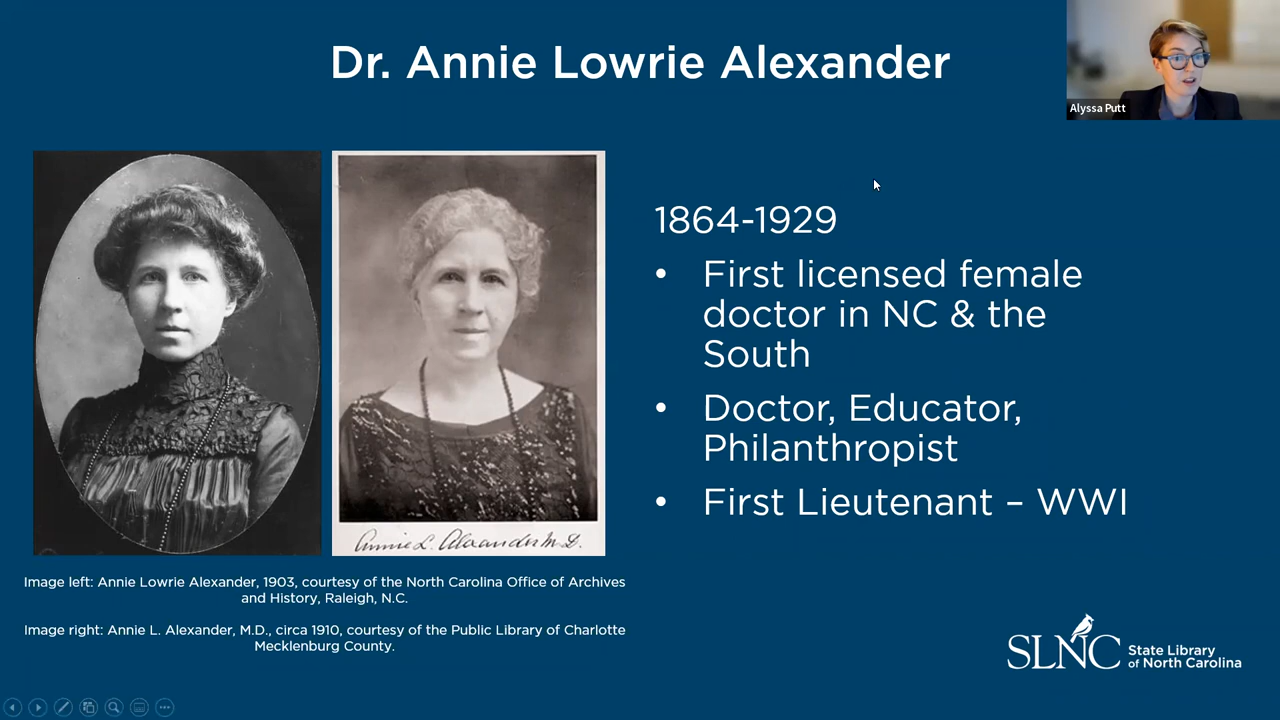 Dr. Annie Lowrie Alexander
Alyssa Putt
1864-1929
• First licensed female
doctor in NC & the
South
• Doctor, Educator,
Philanthropist
• First Lieutenant – WWI
Annie L. Alexander M.D.
Image left: Annie Lowrie Alexander, 1903, courtesy of the North Carolina Office of Archives
and History, Raleigh, N.C.
Image right: Annie L. Alexander, M.D., circa 1910, courtesy of the Public Library of Charlotte
Mecklenburg County.
SLNC State Library
of North Carolina